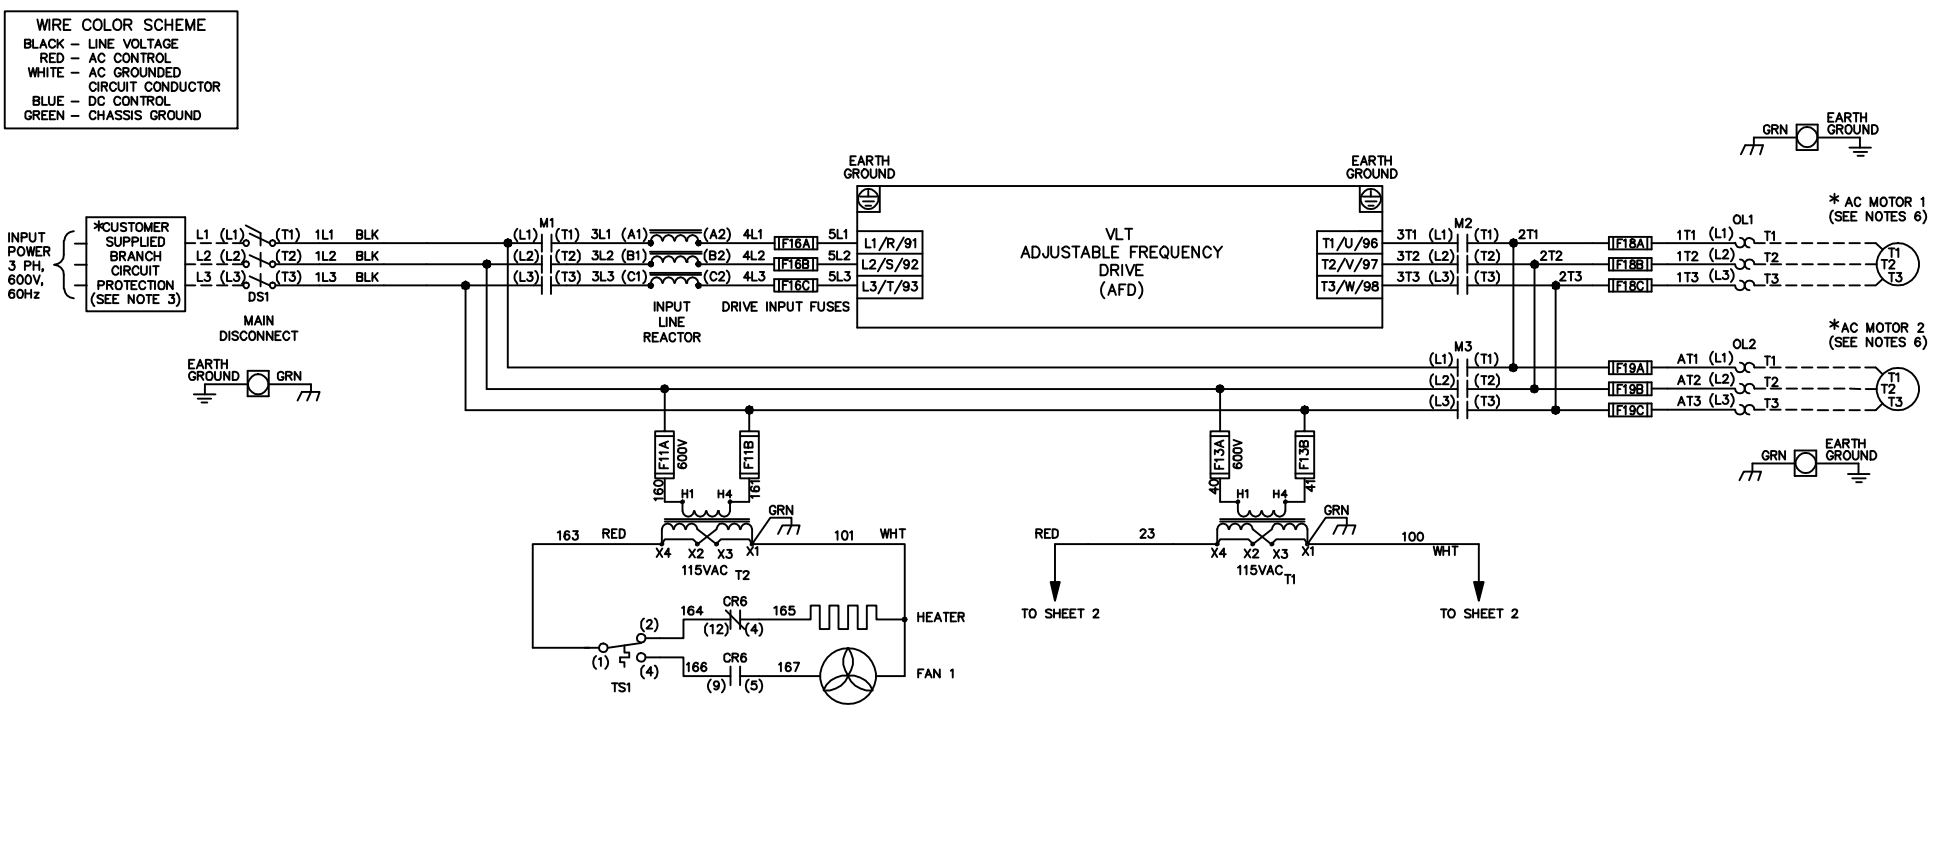 WIRE COLOR SCHEME
BLACK – LINE VOLTAGE
RED – AC CONTROL
WHITE – AC GROUNDED
CIRCUIT CONDUCTOR
BLUE – DC CONTROL
GREEN – CHASSIS GROUND
INPUT
POWER
3 PH,
600V,
60Hz
*CUSTOMER
SUPPLIED
BRANCH
CIRCUIT
PROTECTION
(SEE NOTE 3)
L1 (L1) (T1) 1L1 BLK
L2 (L2) (T2) 1L2 BLK
L3 (L3) (T3) 1L3 BLK
DS1
MAIN
DISCONNECT
EARTH
GROUND
GRN
M1
(L1) (T1) 3L1 (A1) (A2) 4L1 F16A 5L1
(L2) (T2) 3L2 (B1) (B2) 4L2 F16B 5L2
(L3) (T3) 3L3 (C1) (C2) 4L3 F16C 5L3
INPUT
LINE
REACTOR
DRIVE INPUT FUSES
EARTH
GROUND
L1/R/91
L2/S/92
L3/T/93
VLT
ADJUSTABLE FREQUENCY
DRIVE
(AFD)
EARTH
GROUND
T1/U/96
T2/V/97
T3/W/98
M2
3T1 (L1) (T1) 2T1 F18A 1T1 (L1) T1
3T2 (L2) (T2) 2T2 F18B 1T2 (L2) T2
3T3 (L3) (T3) 2T3 F18C 1T3 (L3) T3
OL1
GRN
EARTH
GROUND
* AC MOTOR 1
(SEE NOTES 6)
T1
T2
T3
M3
(L1) (T1) F19A AT1 (L1) T1
(L2) (T2) F19B AT2 (L2) T2
(L3) (T3) F19C AT3 (L3) T3
OL2
*AC MOTOR 2
(SEE NOTES 6)
T1
T2
T3
GRN
EARTH
GROUND
F11A
600V
F11B
160
161
H1 H4
GRN
163 RED
101 WHT
X4 X2 X3 X1
115VAC T2
CR6
164 165
(12) (4)
HEATER
(2)
(1)
(4)
TS1
CR6
166 167
(9) (5)
FAN 1
F13A
600V
F13B
40
41
H1 H4
GRN
RED 23
100
WHT
X4 X2 X3 X1
115VAC T1
TO SHEET 2
TO SHEET 2